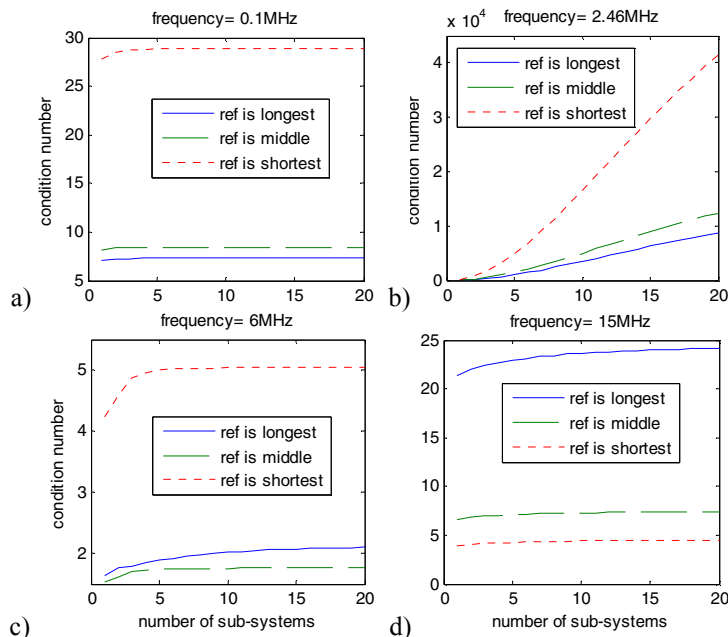 frequency= 0.1MHz
30
25
20
15
10
5
0
5
10
15
20
condition number
ref is longest
ref is middle
ref is shortest
a)
frequency= 2.46MHz
x 10^4
4
3
2
1
0
0
5
10
15
20
condition number
ref is longest
ref is middle
ref is shortest
b)
frequency= 6MHz
5
4
3
2
0
5
10
15
20
condition number
number of sub-systems
ref is longest
ref is middle
ref is shortest
c)
frequency= 15MHz
25
20
15
10
5
0
0
5
10
15
20
number of sub-systems
ref is longest
ref is middle
ref is shortest
d)